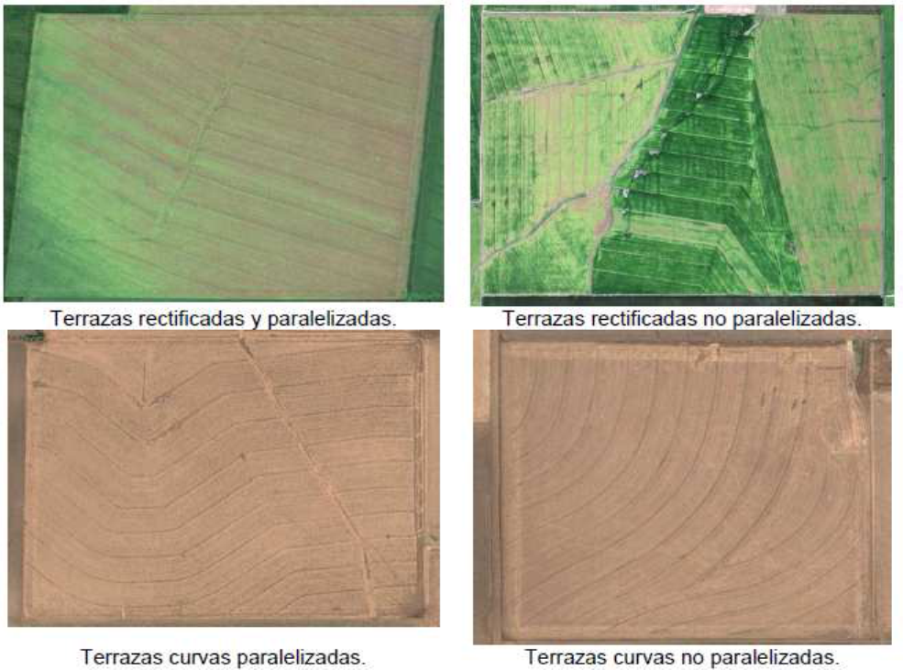 Terrazas rectificadas y paralelizadas.
Terrazas rectificadas no paralelizadas.
Terrazas curvas paralelizadas.
Terrazas curvas no paralelizadas.